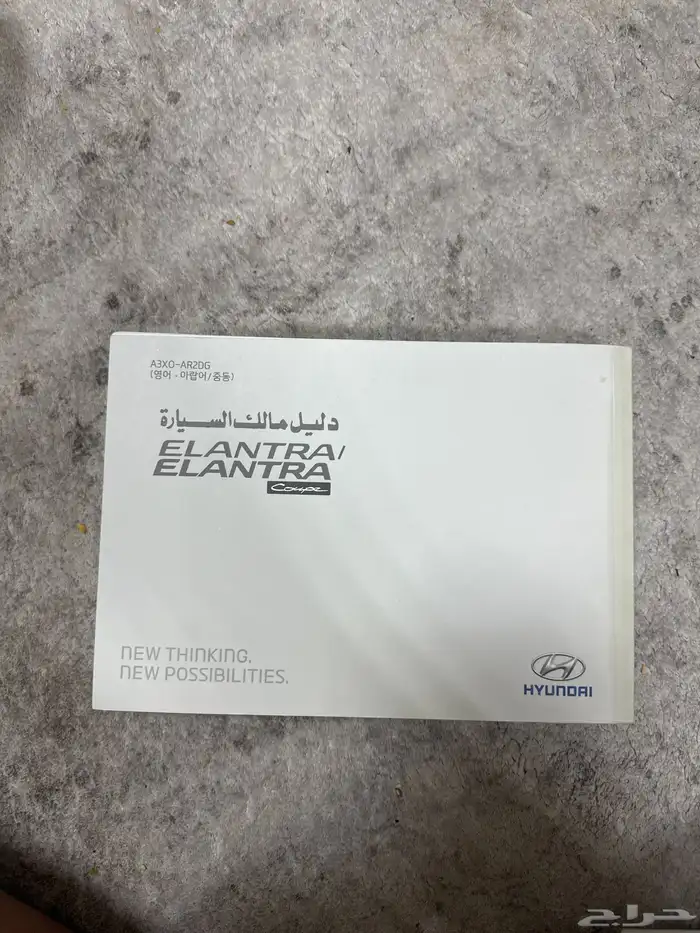 A3XO-AR2DG
(영어 · 아랍어/중동)
دليل مالك السيارة
ELANTRA/
ELANTRA
Coupe
NEW THINKING.
NEW POSSIBILITIES.
HYUNDAI
حراج